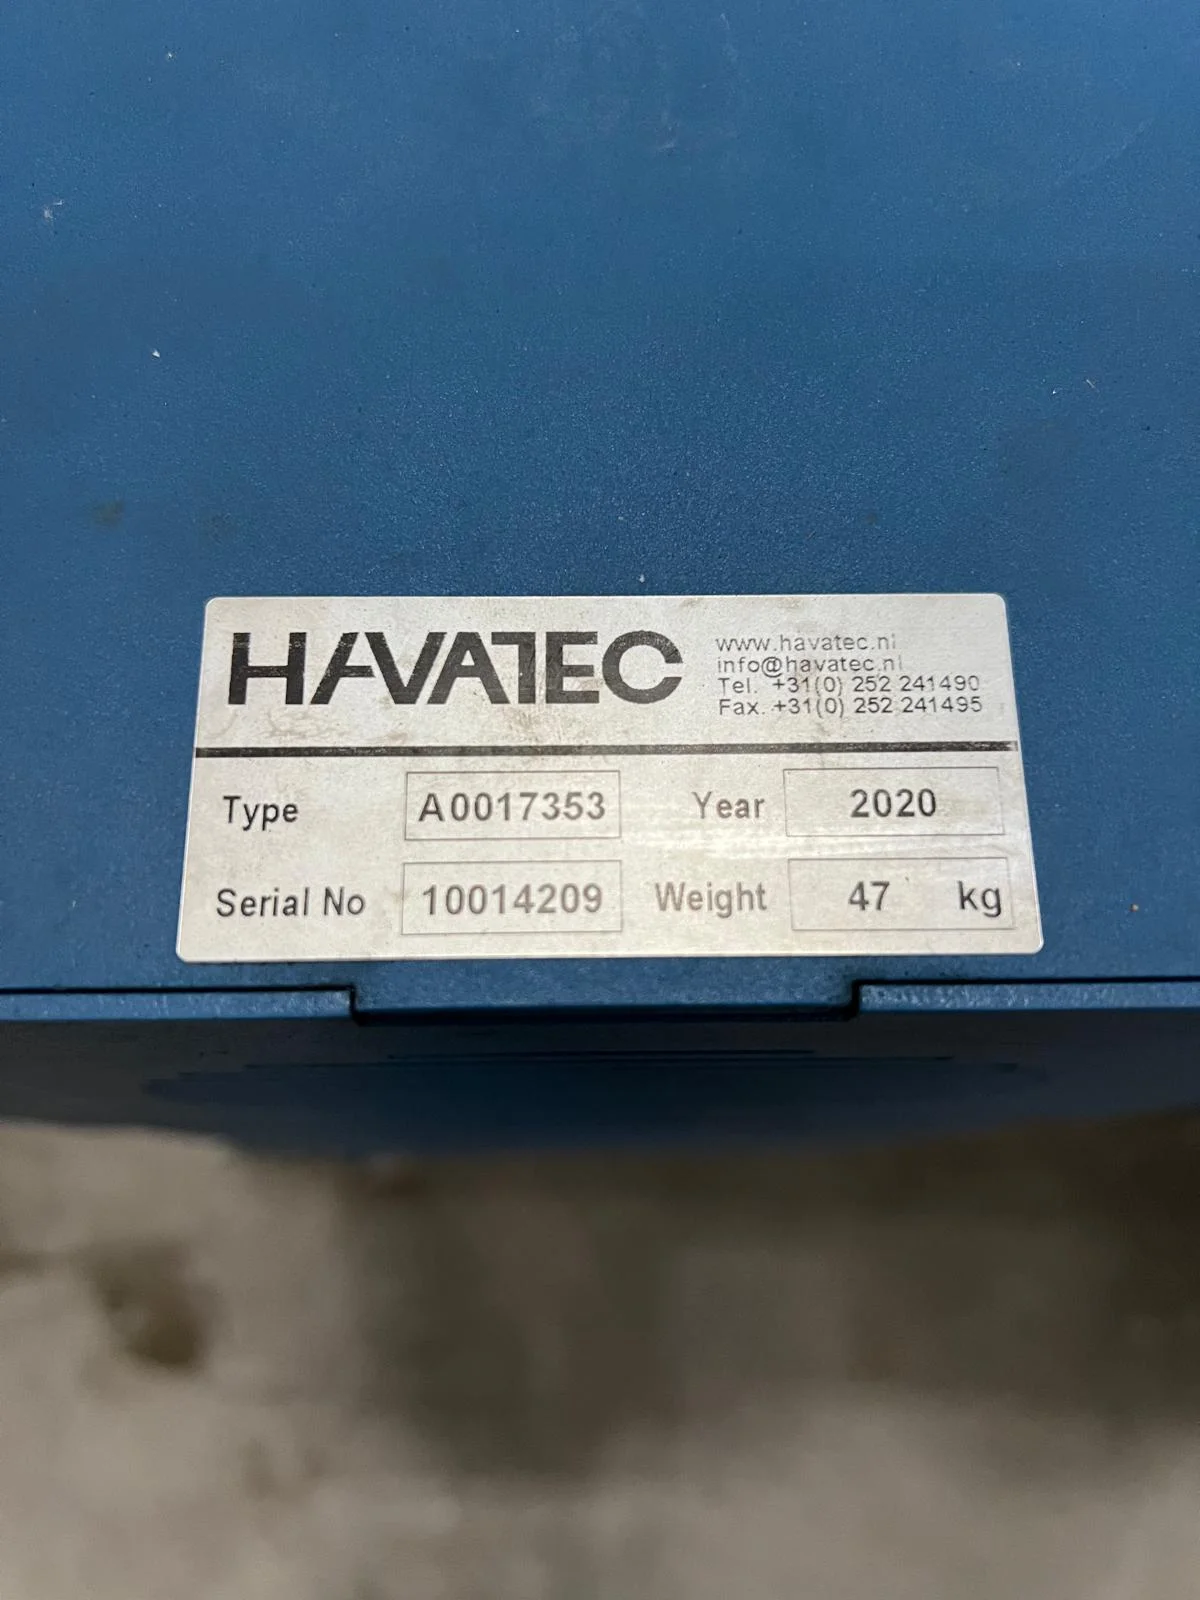 HAVATEC
www.havatec.nl
info@havatec.nl
Tel. +31(0) 252 241490
Fax. +31(0) 252 241495
Type A0017353 Year 2020
Serial No 10014209 Weight 47 kg